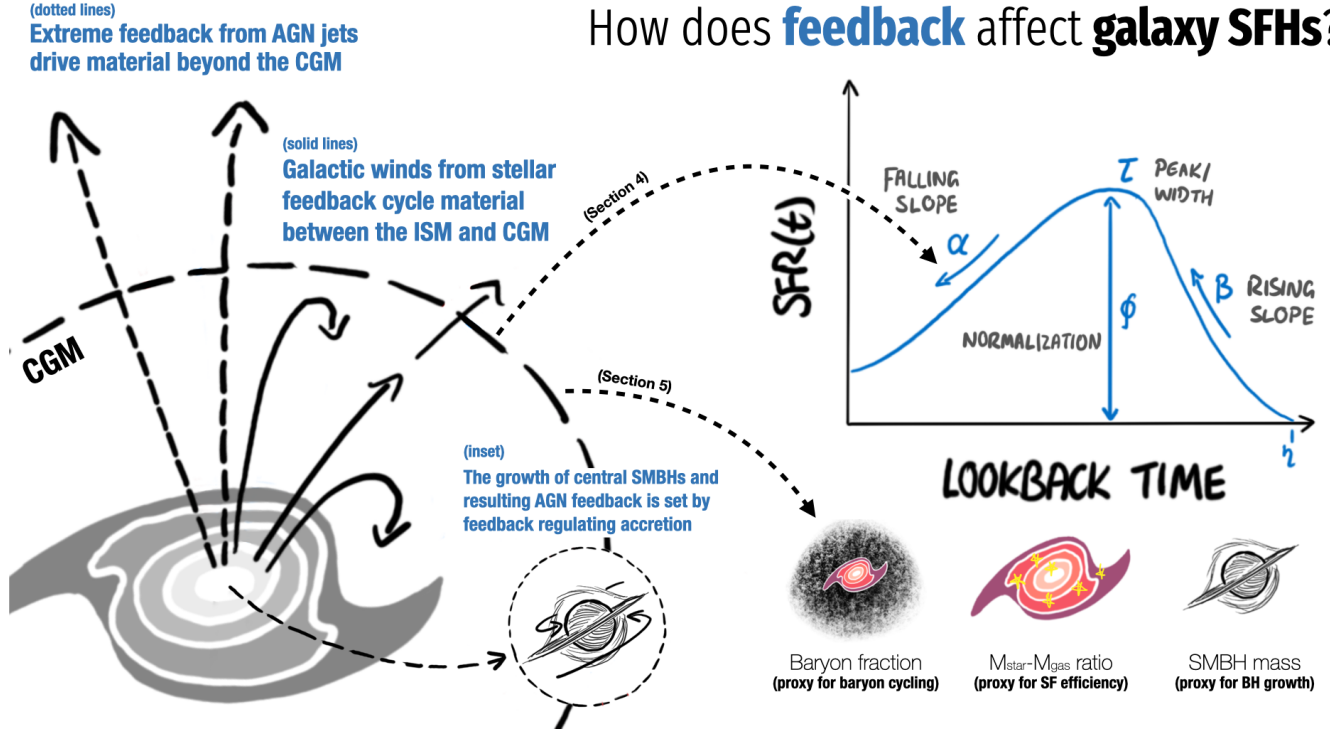 (dotted lines)
Extreme feedback from AGN jets
drive material beyond the CGM
How does feedback affect galaxy SFHs?
(solid lines)
Galactic winds from stellar
feedback cycle material
between the ISM and CGM
CGM
(Section 4)
(Section 5)
(inset)
The growth of central SMBHs and
resulting AGN feedback is set by
feedback regulating accretion
SFR(t)
FALLING
SLOPE
α
τ
PEAK/
WIDTH
β
RISING
SLOPE
NORMALIZATION
ϕ
LOOKBACK TIME
Baryon fraction
(proxy for baryon cycling)
Mstar-Mgas ratio
(proxy for SF efficiency)
SMBH mass
(proxy for BH growth)